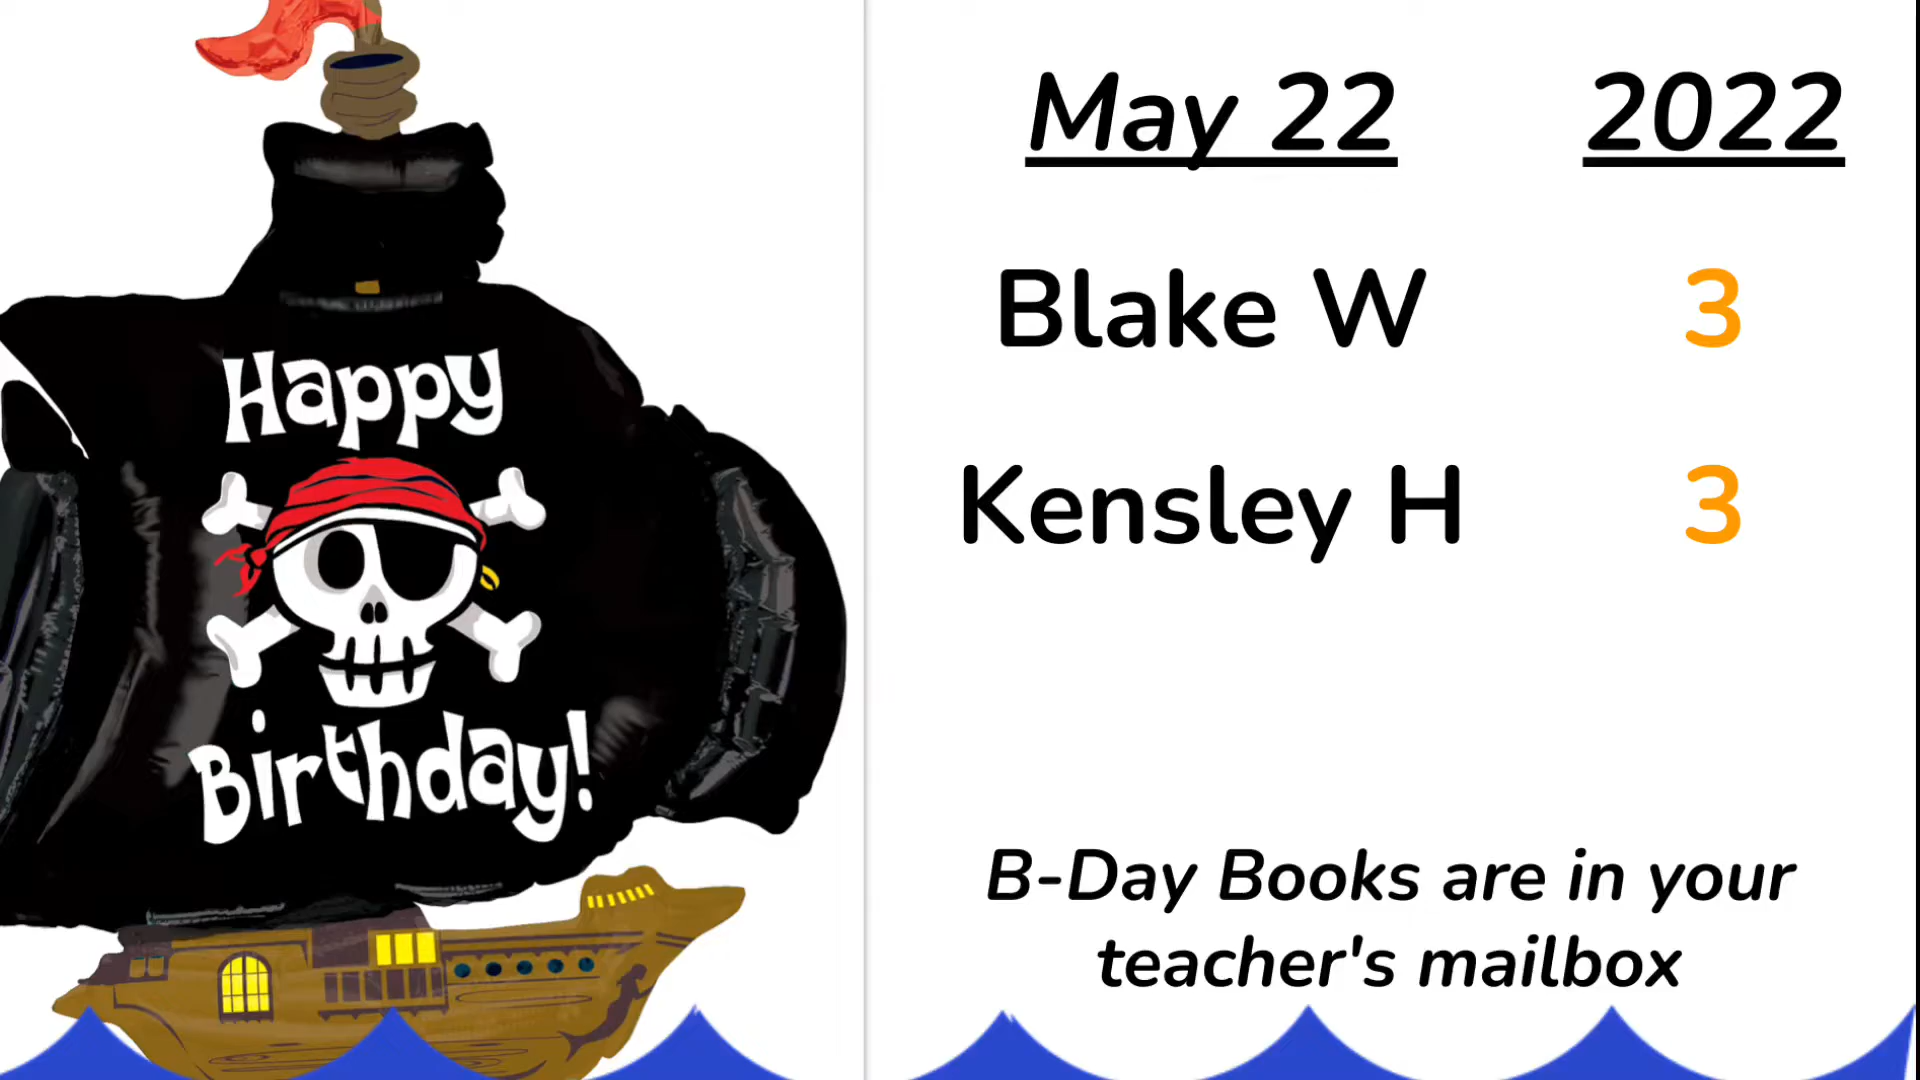 Happy
Birthday!
May 22 2022
Blake W 3
Kensley H 3
B-Day Books are in your
teacher's mailbox